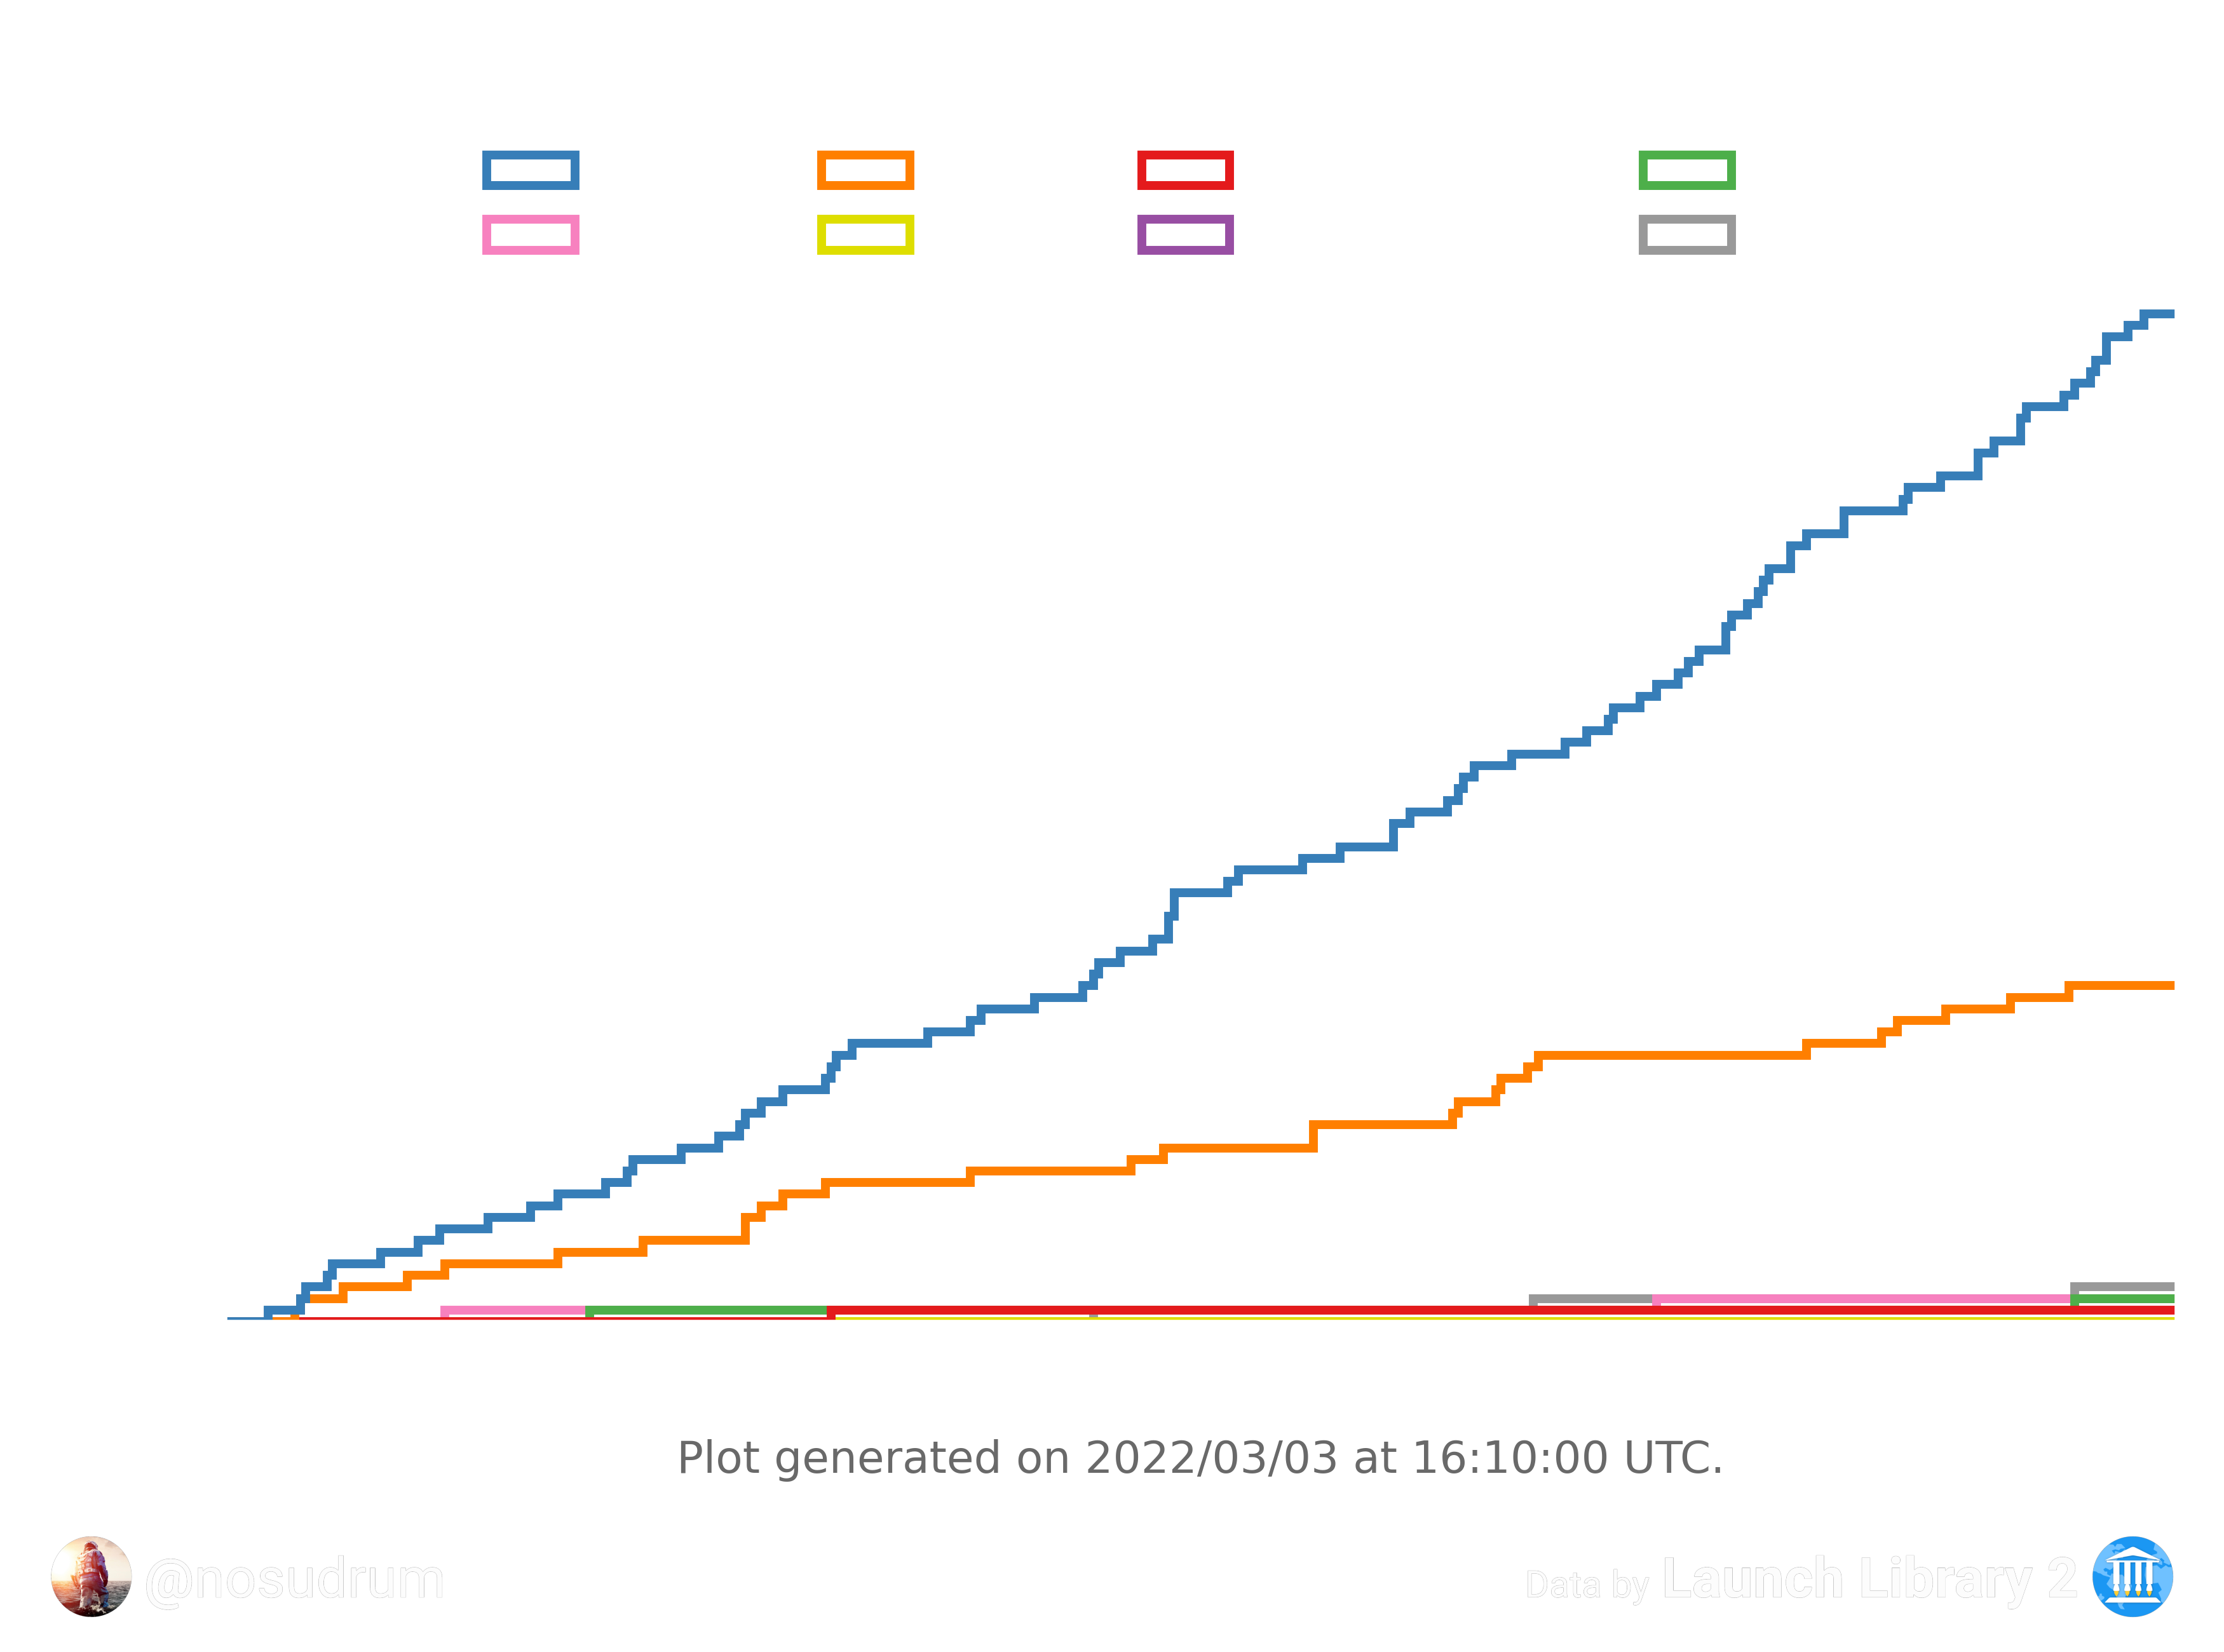 Plot generated on 2022/03/03 at 16:10:00 UTC.
@nosudrum
Data by Launch Library 2